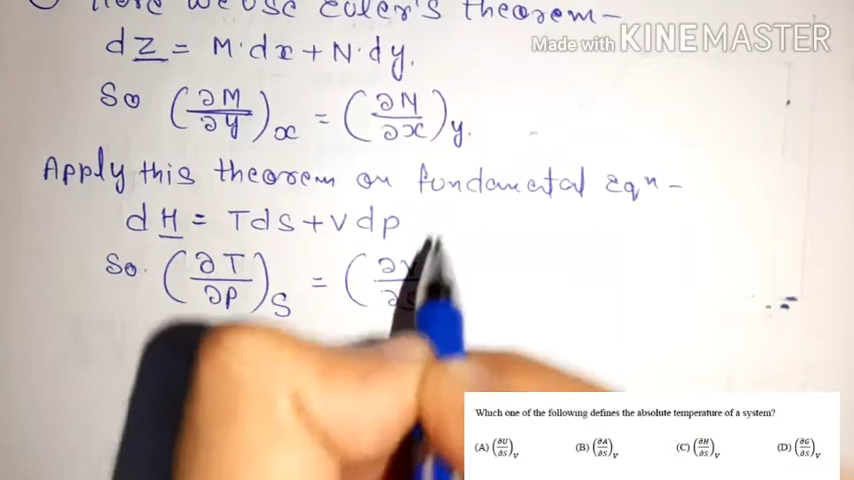 Here we use Euler's theorem-
Made with KINEMASTER
dZ = M·dx + N·dy.
So (∂M/∂y)x = (∂N/∂x)y.
Apply this theorem on fundamental Eqⁿ -
dH = Tds + Vdp
So. (∂T/∂P)S = (∂V
Which one of the following defines the absolute temperature of a system?
(A) (∂U/∂S)V (B) (∂A/∂S)V (C) (∂H/∂S)V (D) (∂G/∂S)V